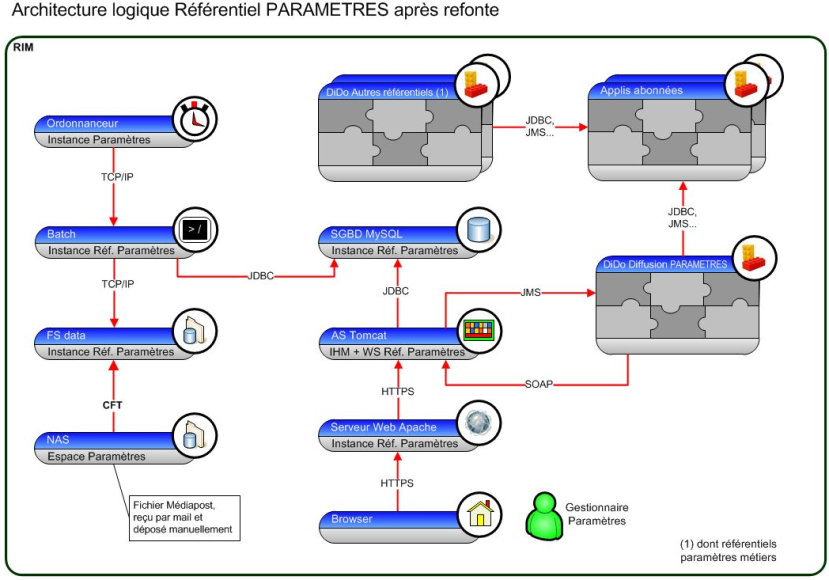 Architecture logique Référentiel PARAMETRES après refonte
RIM
DiDo Autres référentiels (1)
Applis abonnées
Ordonnanceur
Instance Paramètres
JDBC,
JMS...
TCP/IP
JDBC,
JMS...
Batch
Instance Réf. Paramètres
SGBD MySQL
Instance Réf. Paramètres
DiDo Diffusion PARAMETRES
JDBC
TCP/IP
JDBC
JMS
FS data
Instance Réf. Paramètres
AS Tomcat
IHM + WS Réf. Paramètres
SOAP
HTTPS
CFT
Serveur Web Apache
Instance Réf. Paramètres
NAS
Espace Paramètres
HTTPS
Fichier Médiapost,
reçu par mail et
déposé manuellement
Browser
Gestionnaire
Paramètres
(1) dont référentiels
paramètres métiers